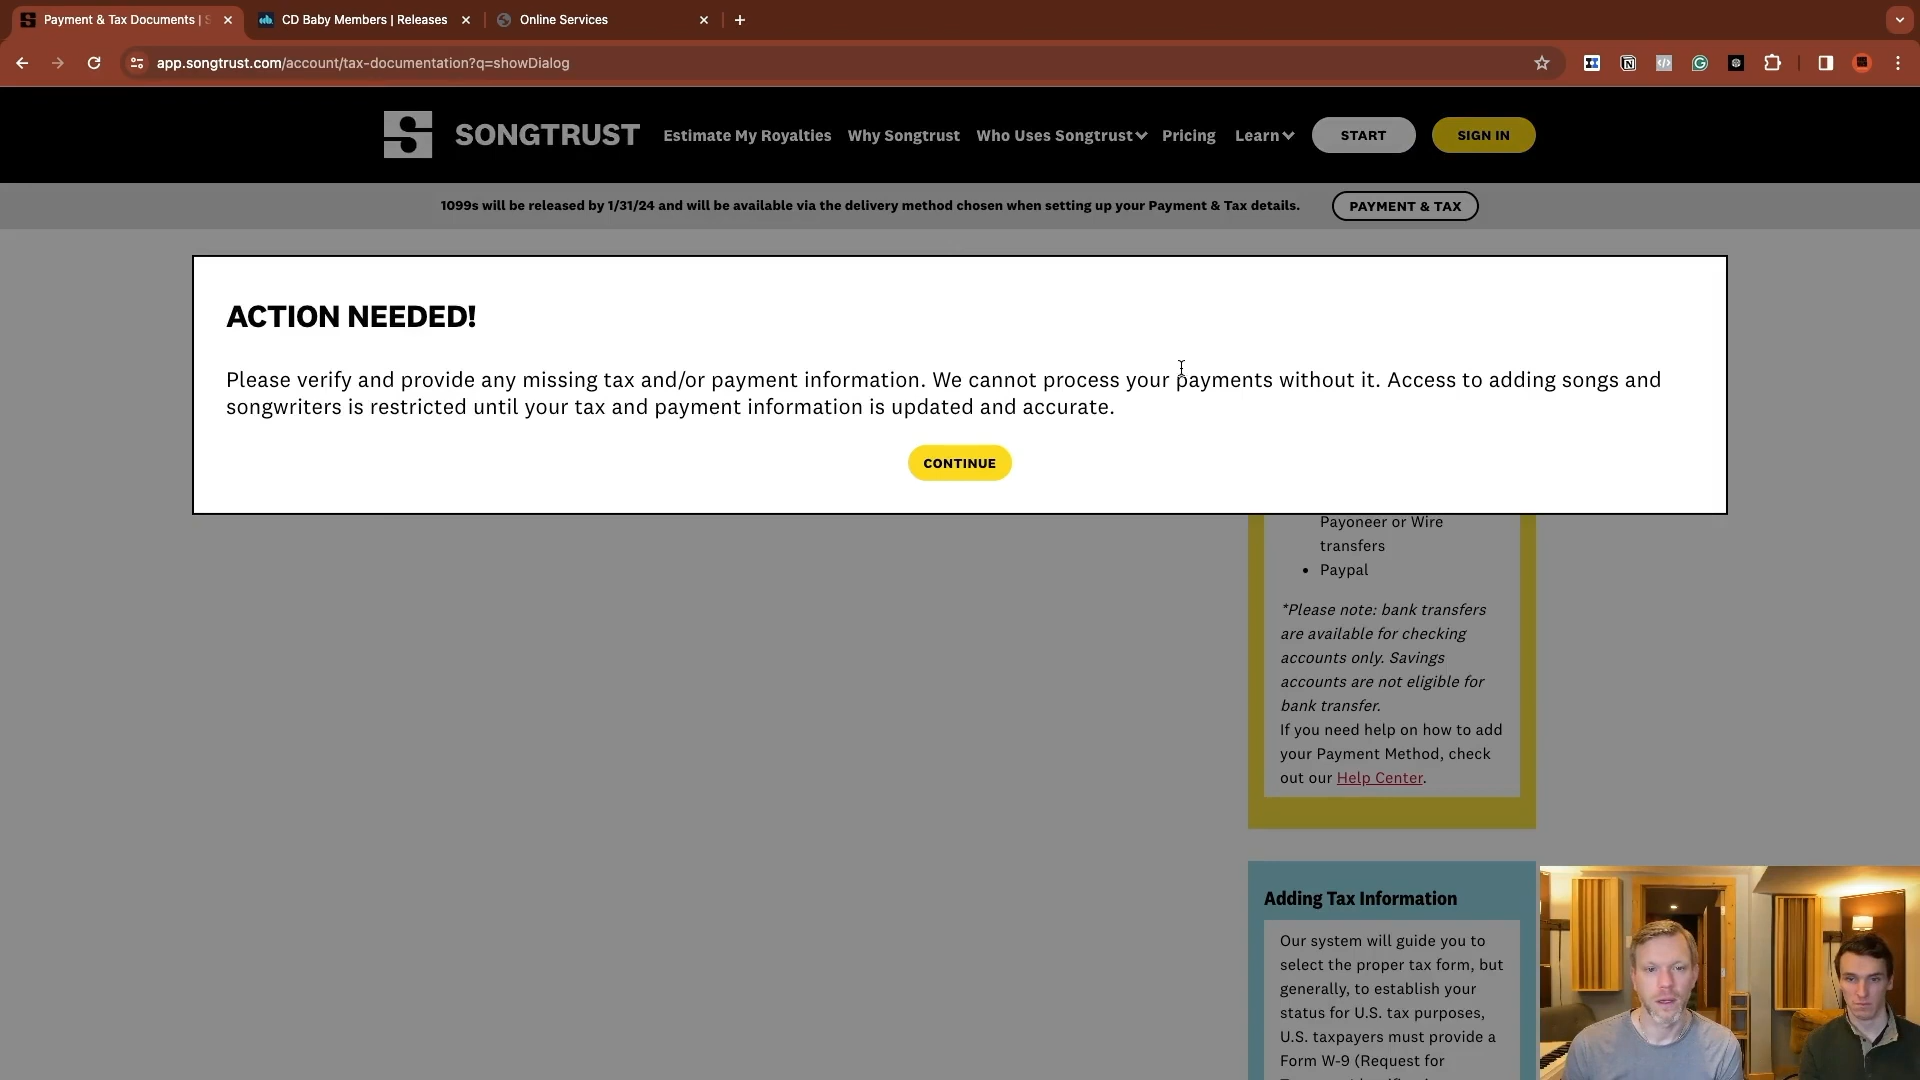 Payment & Tax Documents | S
CD Baby Members | Releases
Online Services
app.songtrust.com/account/tax-documentation?q=showDialog
SONGTRUST
Estimate My Royalties
Why Songtrust
Who Uses Songtrust
Pricing
Learn
START
SIGN IN
1099s will be released by 1/31/24 and will be available via the delivery method chosen when setting up your Payment & Tax details.
PAYMENT & TAX
ACTION NEEDED!
Please verify and provide any missing tax and/or payment information. We cannot process your payments without it. Access to adding songs and
songwriters is restricted until your tax and payment information is updated and accurate.
CONTINUE
Payoneer or Wire
transfers
• Paypal
*Please note: bank transfers
are available for checking
accounts only. Savings
accounts are not eligible for
bank transfer.
If you need help on how to add
your Payment Method, check
out our Help Center.
Adding Tax Information
Our system will guide you to
select the proper tax form, but
generally, to establish your
status for U.S. tax purposes,
U.S. taxpayers must provide a
Form W-9 (Request for